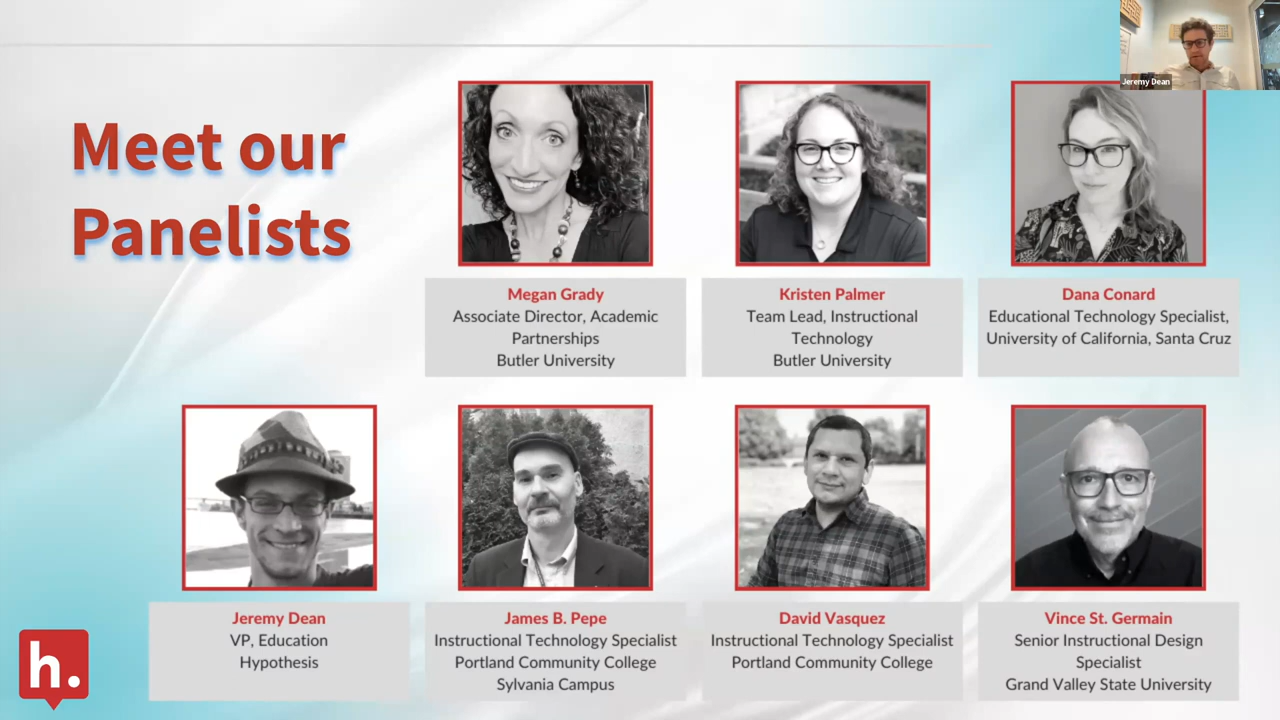 Jeremy Dean
Meet our
Panelists
Megan Grady
Associate Director, Academic
Partnerships
Butler University
Kristen Palmer
Team Lead, Instructional
Technology
Butler University
Dana Conard
Educational Technology Specialist,
University of California, Santa Cruz
Jeremy Dean
VP, Education
Hypothesis
James B. Pepe
Instructional Technology Specialist
Portland Community College
Sylvania Campus
David Vasquez
Instructional Technology Specialist
Portland Community College
Vince St. Germain
Senior Instructional Design
Specialist
Grand Valley State University
h.